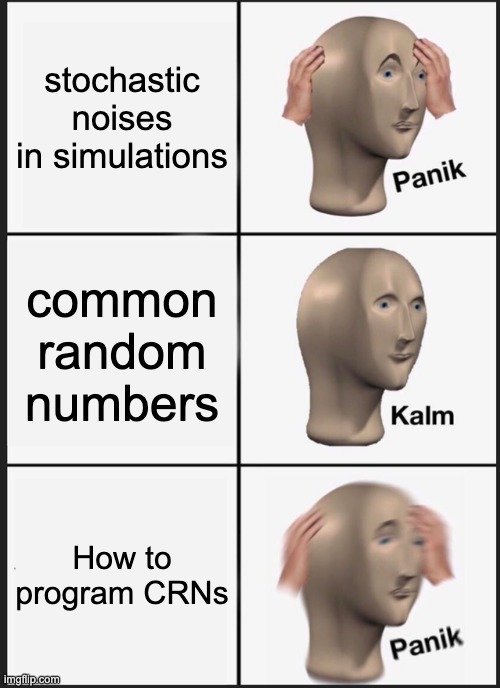 stochastic
noises
in simulations
Panik
common
random
numbers
Kalm
How to
program CRNs
Panik
imgflip.com